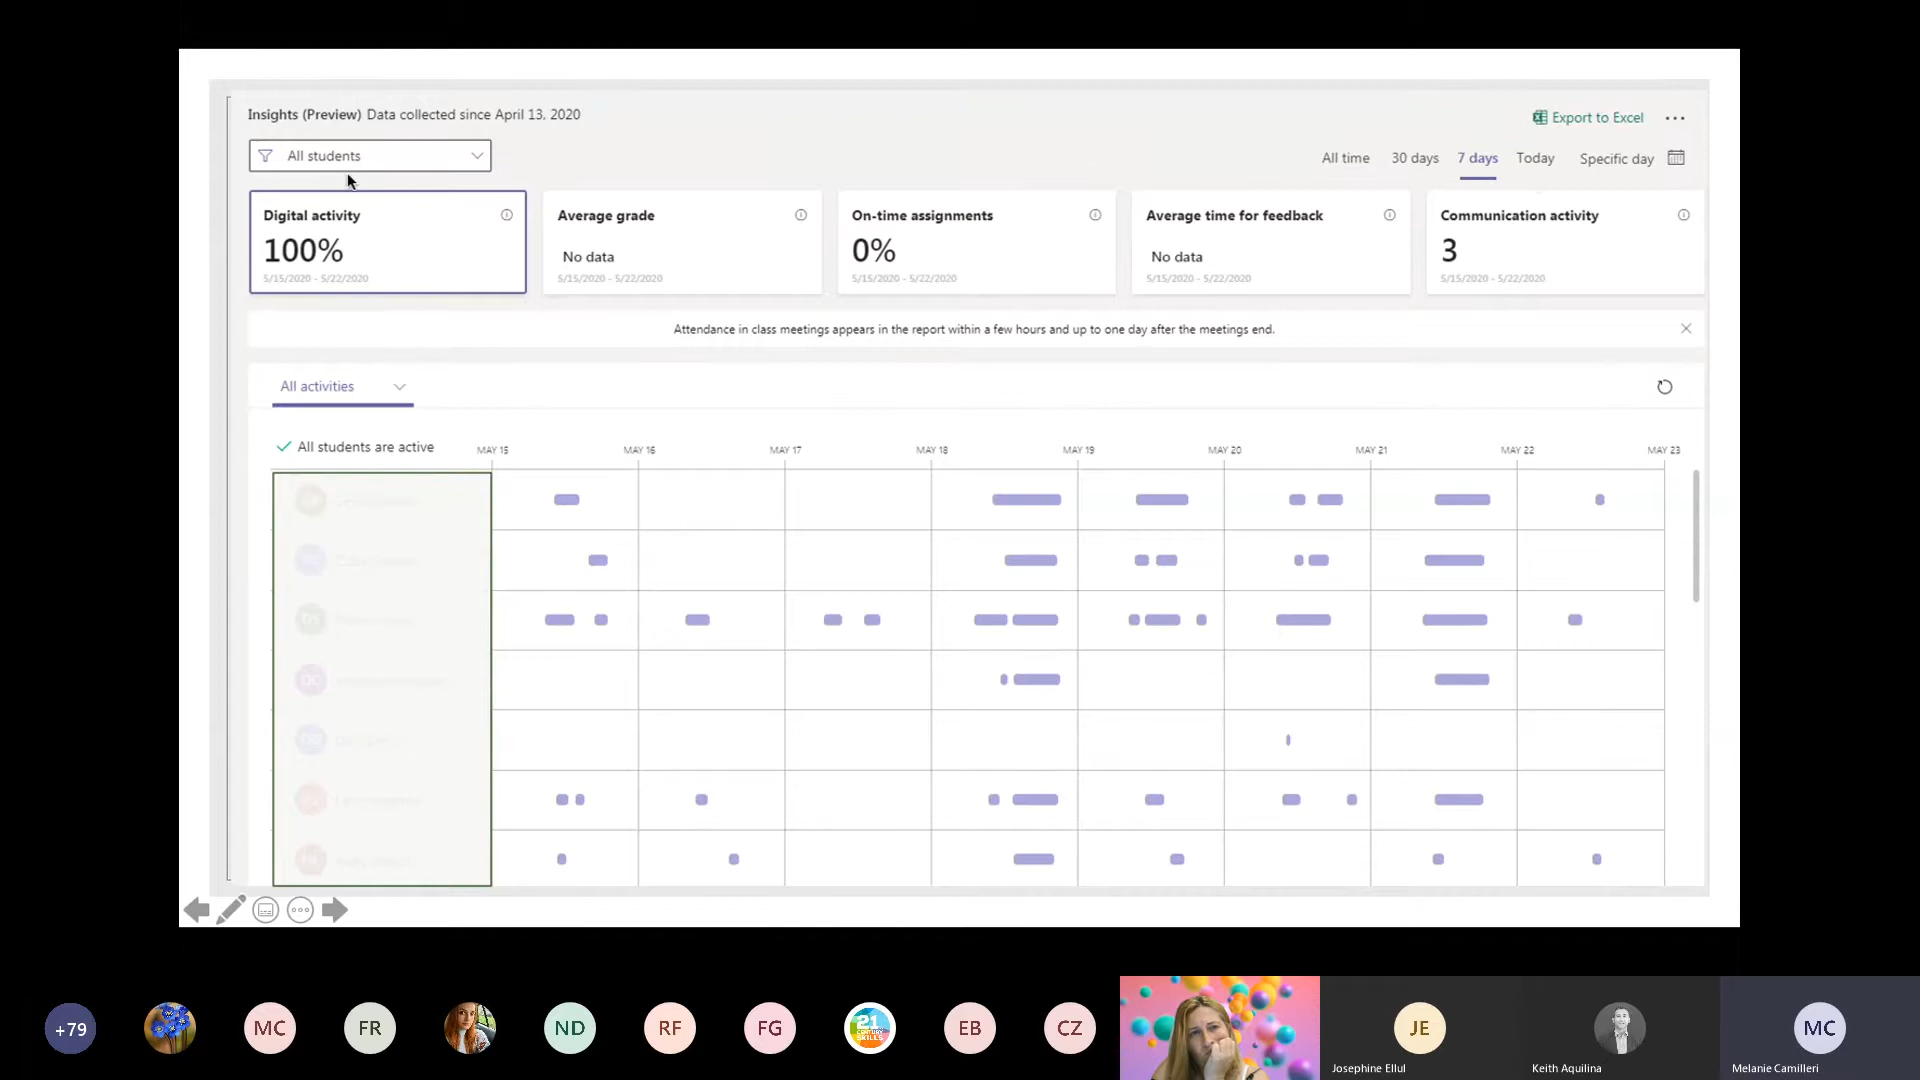 Insights (Preview) Data collected since April 13, 2020
Export to Excel
All students
All time 30 days 7 days Today Specific day
Digital activity Average grade On-time assignments Average time for feedback Communication activity
100% No data 0% No data 3
5/15/2020 - 5/22/2020 5/15/2020 - 5/22/2020 5/15/2020 - 5/22/2020 5/15/2020 - 5/22/2020 5/15/2020 - 5/22/2020
Attendance in class meetings appears in the report within a few hours and up to one day after the meetings end.
All activities
All students are active
MAY 15 MAY 16 MAY 17 MAY 18 MAY 19 MAY 20 MAY 21 MAY 22 MAY 23
+79 MC FR ND RF FG 21 CENTURY SKILLS EB CZ JE MC
Josephine Ellul Keith Aquilina Melanie Camilleri